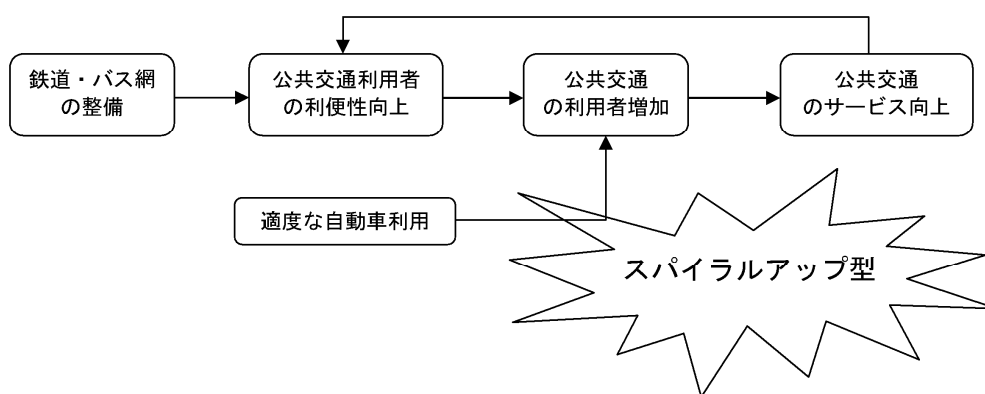 鉄道・バス網
の整備
公共交通利用者
の利便性向上
公共交通
の利用者増加
公共交通
のサービス向上
適度な自動車利用
スパイラルアップ型